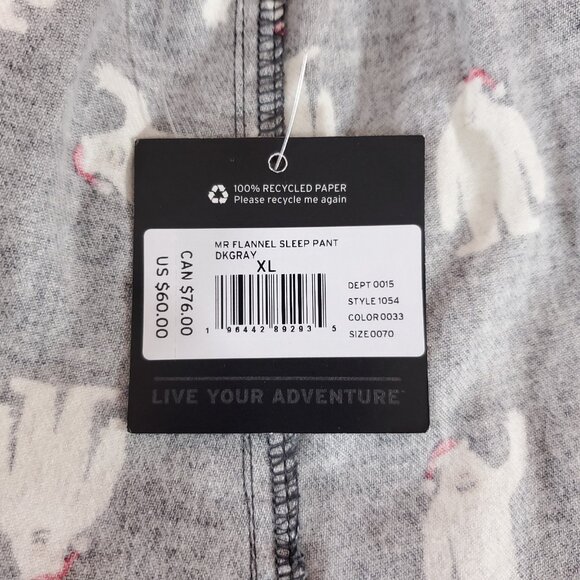 100% RECYCLED PAPER
Please recycle me again
MR FLANNEL SLEEP PANT
DKGRAY
XL
CAN $76.00
US $60.00
DEPT 0015
STYLE 1054
COLOR 0033
SIZE 0070
1 96442 89293 5
LIVE YOUR ADVENTURE™